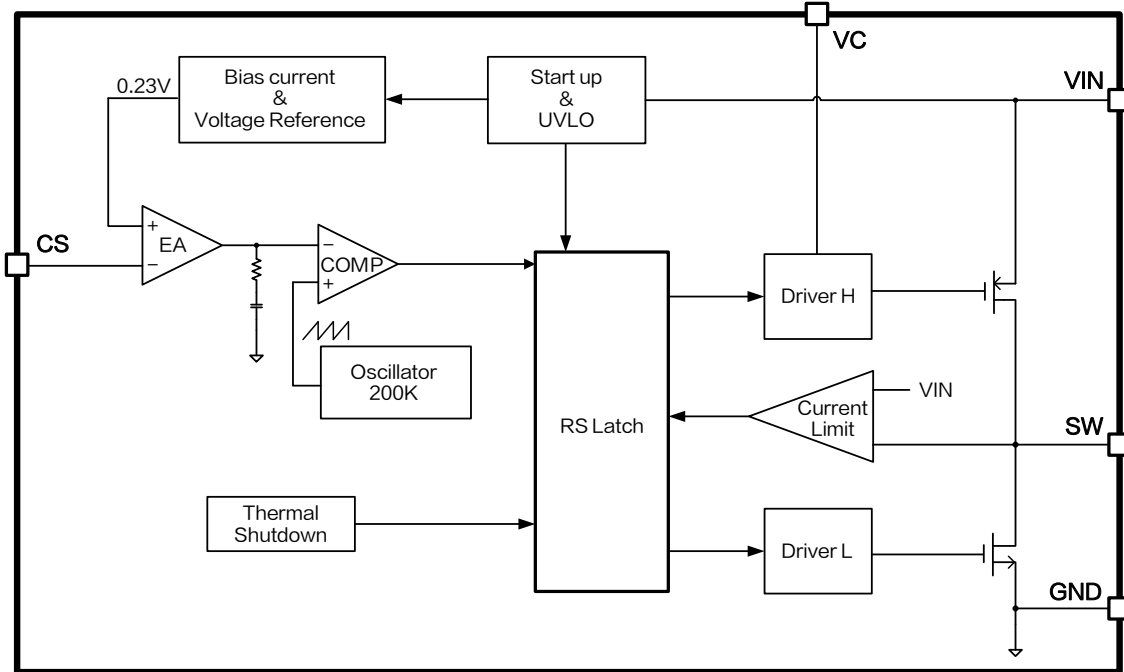 VC
VIN
0.23V
Bias current
&
Voltage Reference
Start up
&
UVLO
CS
+
EA
−
−
COMP
+
Driver H
Oscillator
200K
RS Latch
VIN
Current
Limit
SW
Thermal
Shutdown
Driver L
GND